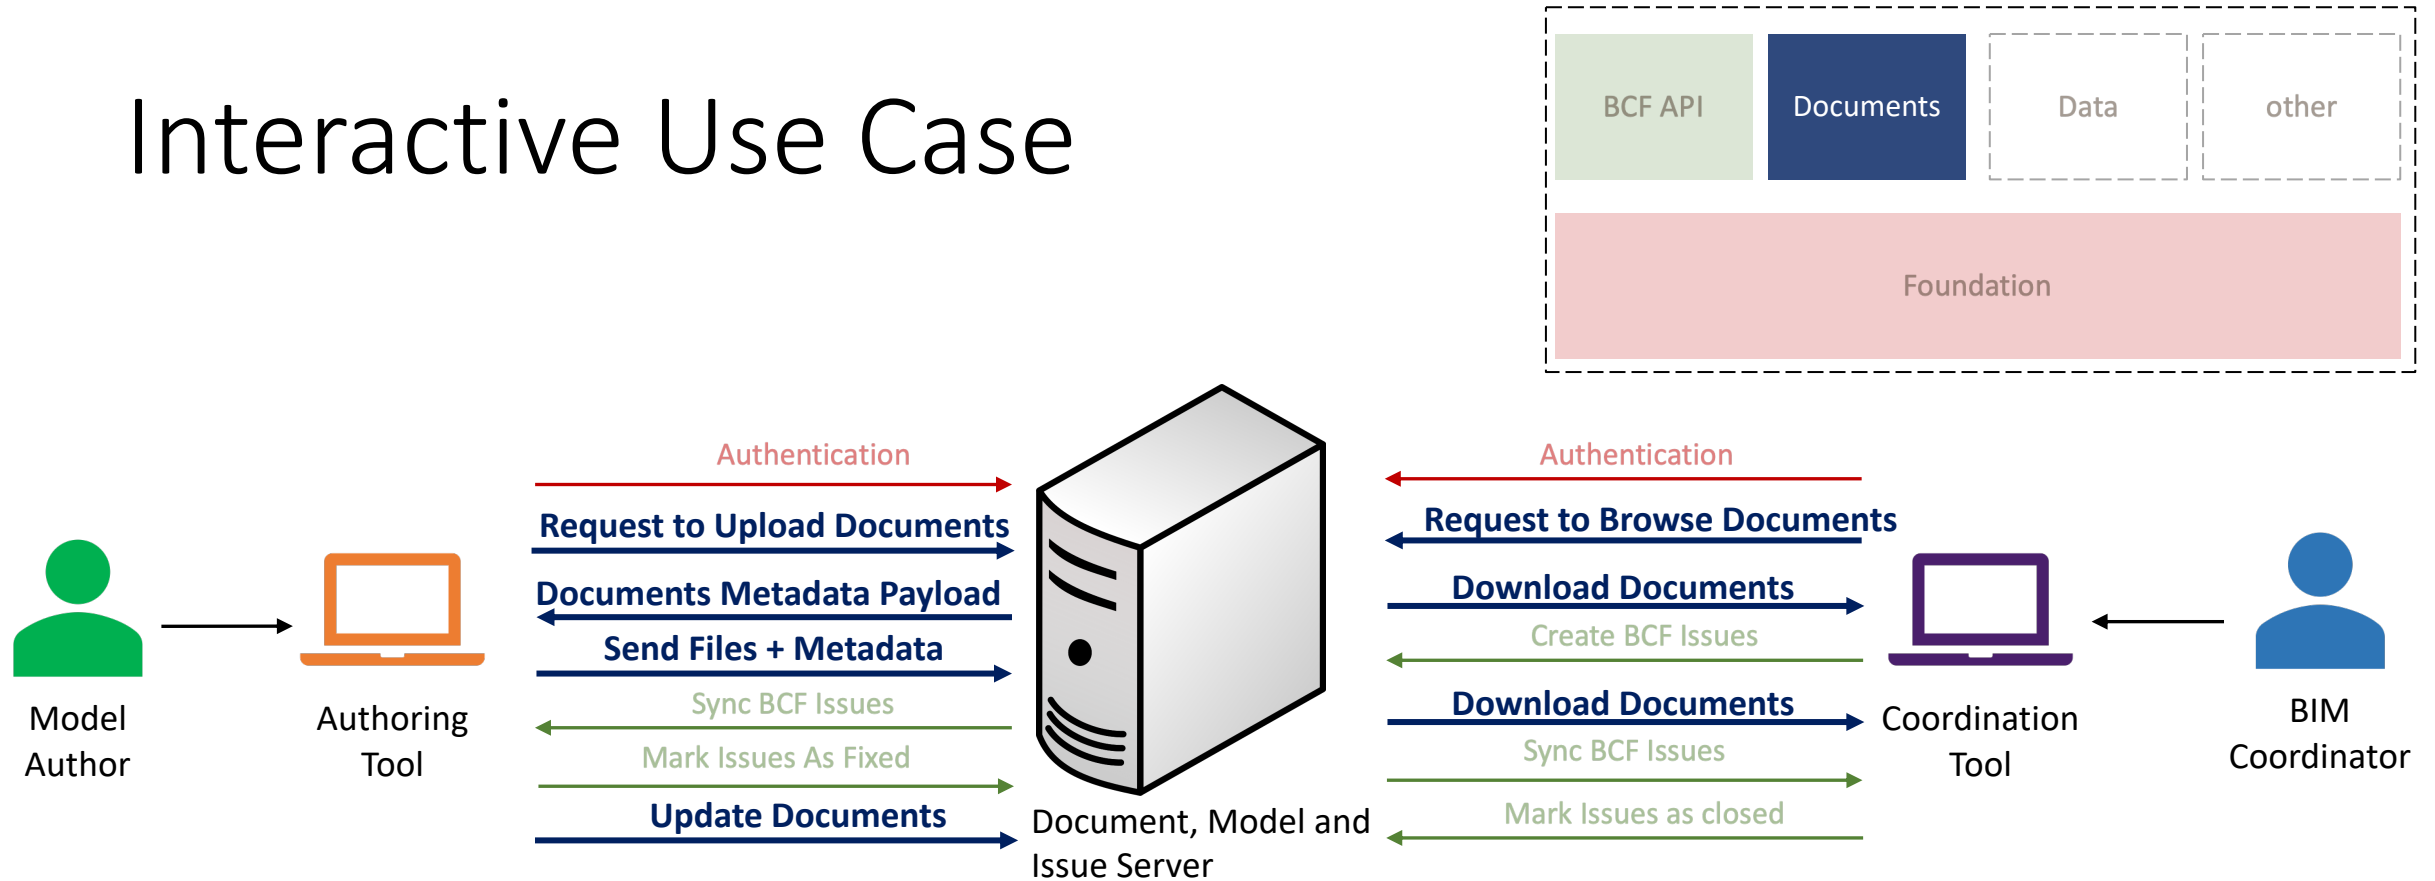 Interactive Use Case
BCF API
Documents
Data
other
Foundation
Authentication
Request to Upload Documents
Documents Metadata Payload
Send Files + Metadata
Sync BCF Issues
Mark Issues As Fixed
Update Documents
Authentication
Request to Browse Documents
Download Documents
Create BCF Issues
Download Documents
Sync BCF Issues
Mark Issues as closed
Model
Author
Authoring
Tool
Document, Model and
Issue Server
Coordination
Tool
BIM
Coordinator